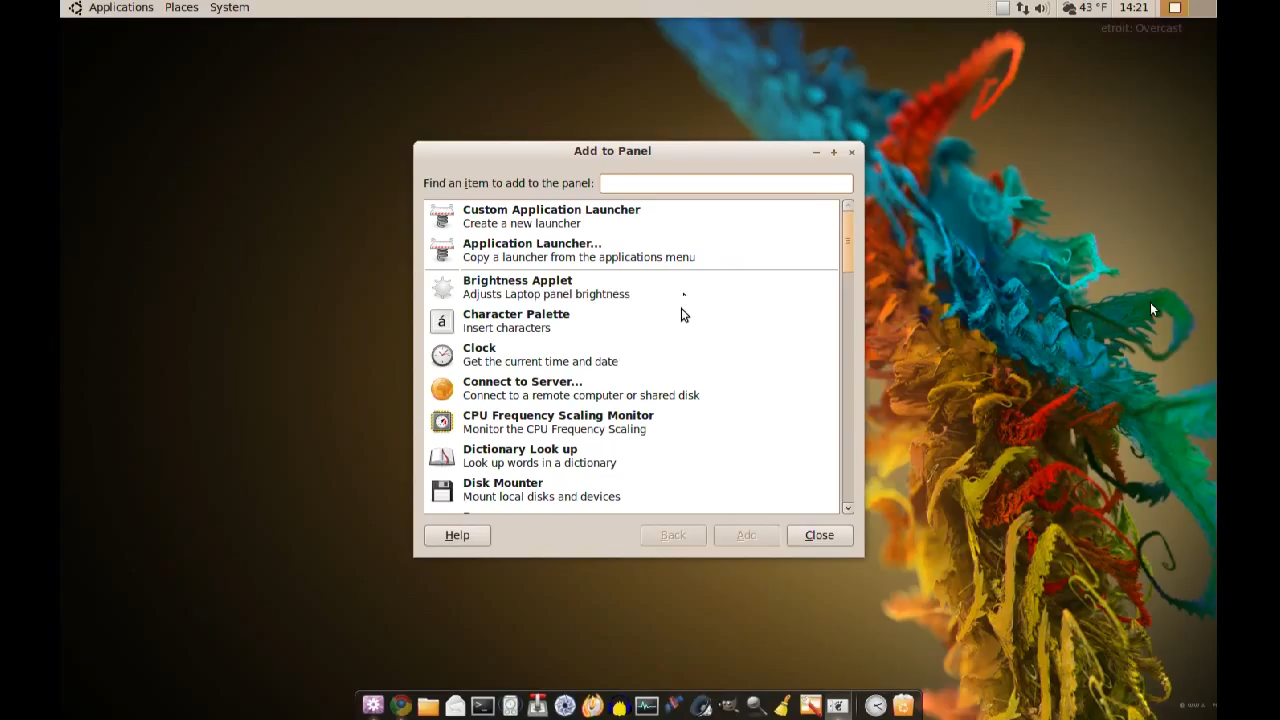 Applications Places System
43 °F 14:21
etroit: Overcast
Add to Panel
Find an item to add to the panel:
Custom Application Launcher
Create a new launcher
Application Launcher...
Copy a launcher from the applications menu
Brightness Applet
Adjusts Laptop panel brightness
á
Character Palette
Insert characters
Clock
Get the current time and date
Connect to Server...
Connect to a remote computer or shared disk
CPU Frequency Scaling Monitor
Monitor the CPU Frequency Scaling
Dictionary Look up
Look up words in a dictionary
Disk Mounter
Mount local disks and devices
Help Back Add Close